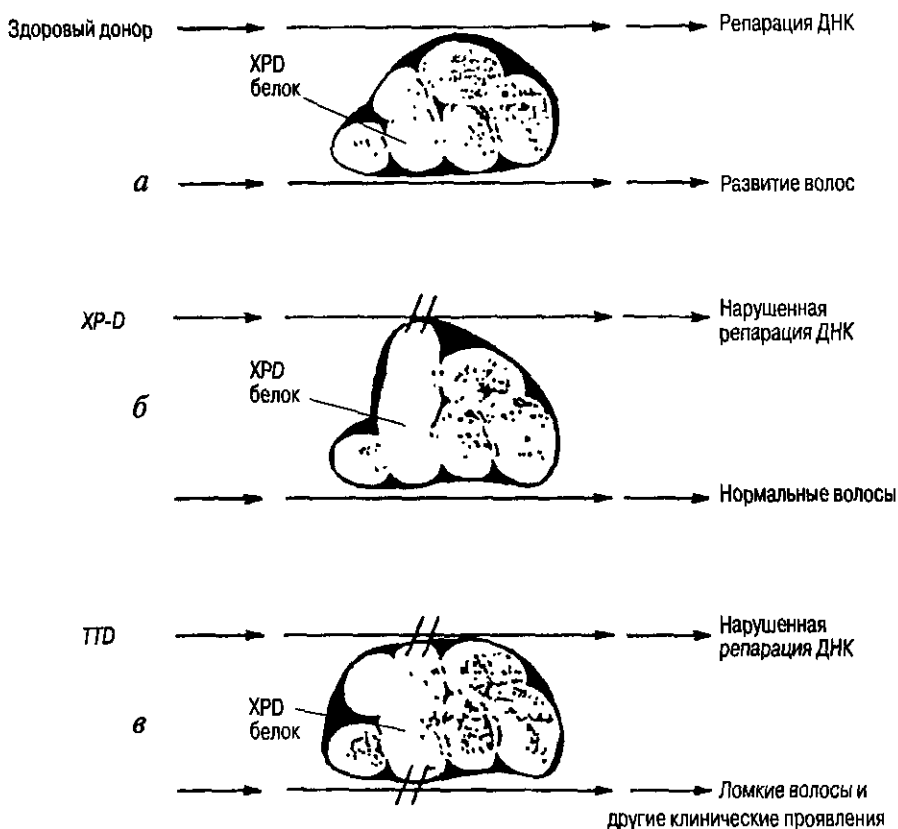 Здоровый донор
Репарация ДНК
XPD
белок
а
Развитие волос
XP-D
Нарушенная
репарация ДНК
XPD
белок
б
Нормальные волосы
TTD
Нарушенная
репарация ДНК
XPD
белок
в
Ломкие волосы и
другие клинические проявления